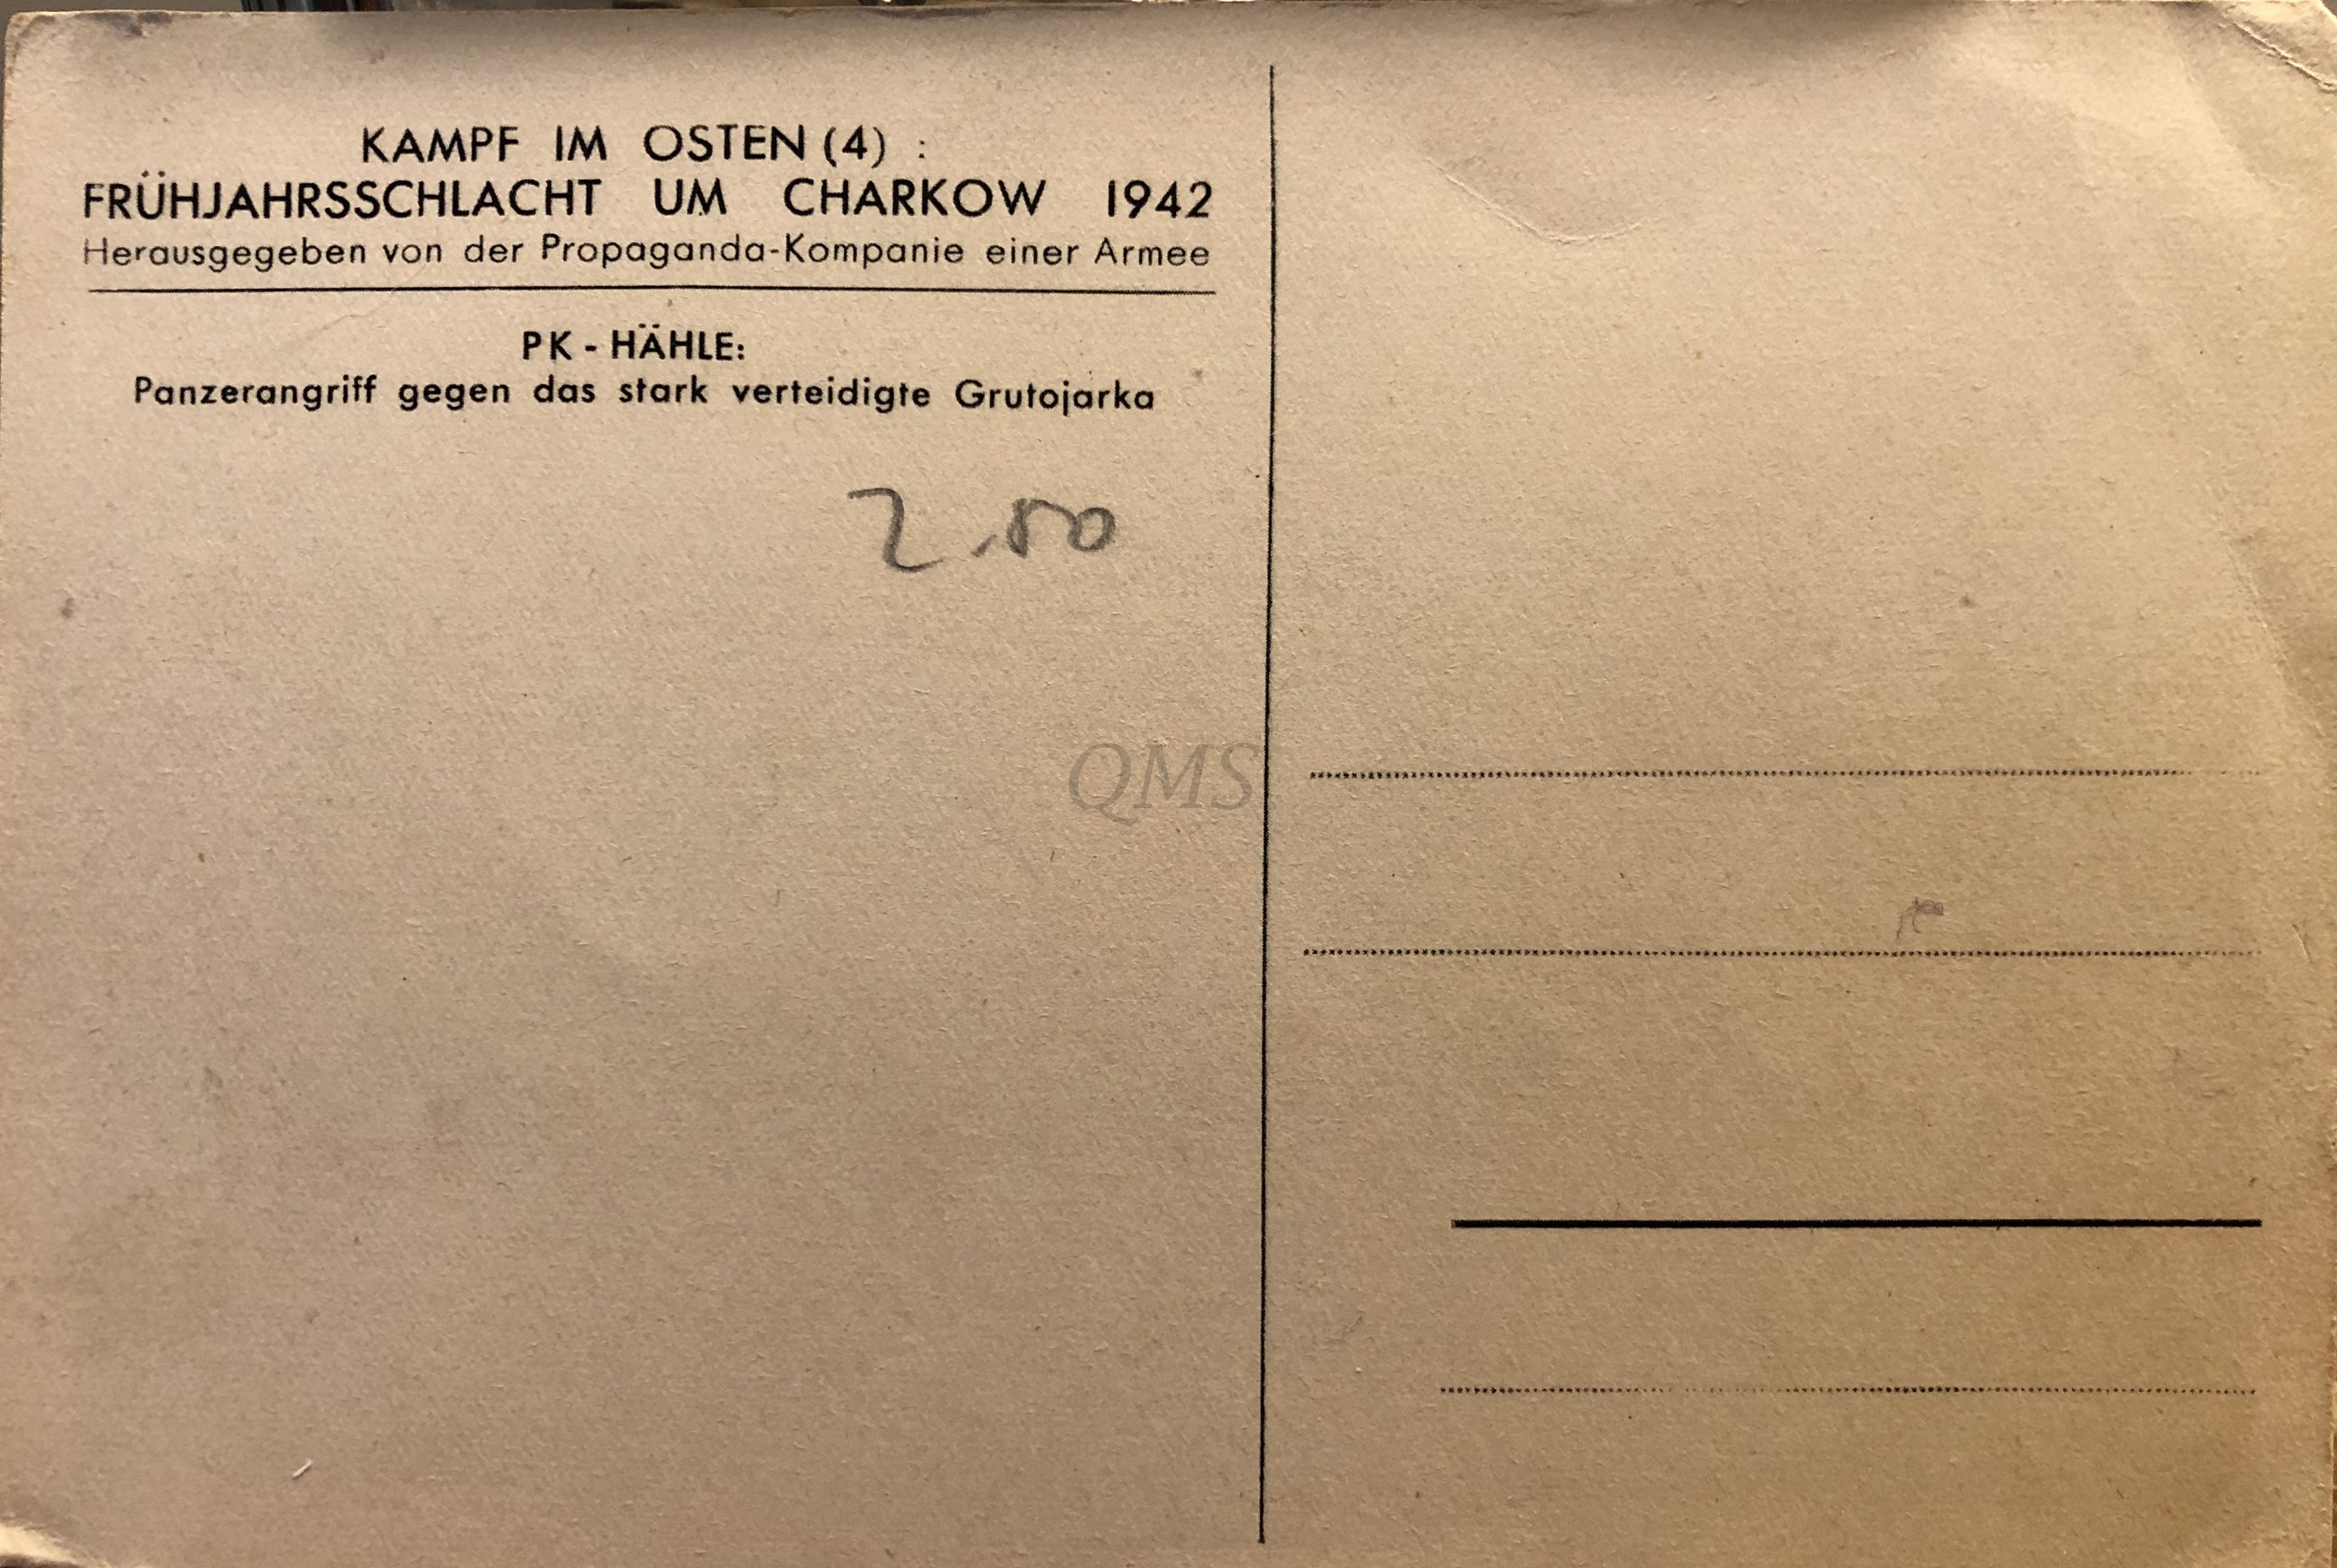 KAMPF IM OSTEN (4) :
FRÜHJAHRSSCHLACHT UM CHARKOW 1942
Herausgegeben von der Propaganda-Kompanie einer Armee
PK - HÄHLE:
Panzerangriff gegen das stark verteidigte Grutojarka
2.80
QMS